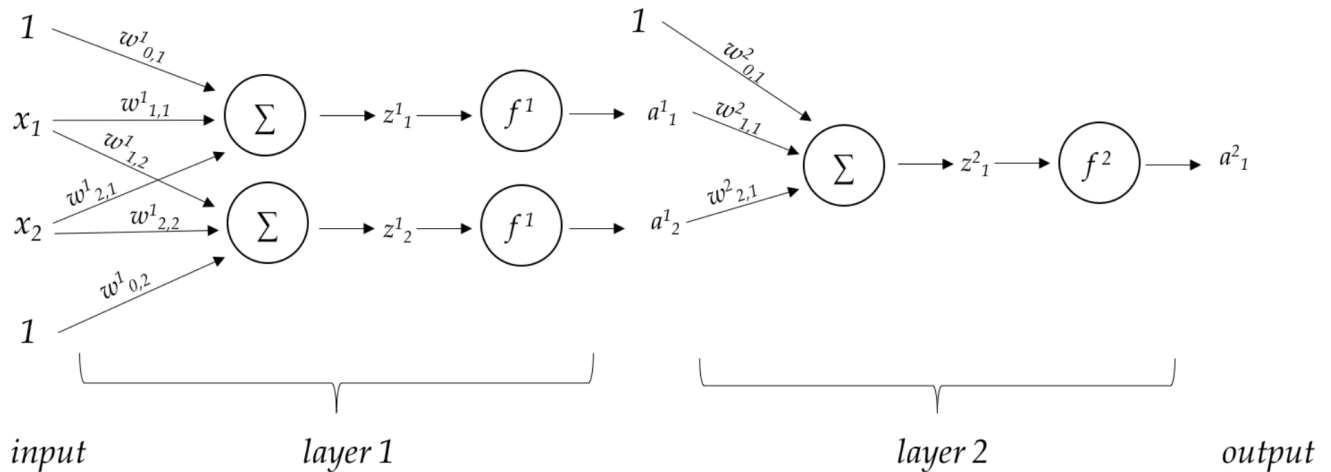 1
w¹₀,₁
x₁
w¹₁,₁
w¹₁,₂
w¹₂,₁
x₂
w¹₂,₂
w¹₀,₂
1
∑
z¹₁
f¹
a¹₁
∑
z¹₂
f¹
a¹₂
1
w²₀,₁
w²₁,₁
w²₂,₁
∑
z²₁
f²
a²₁
input
layer 1
layer 2
output